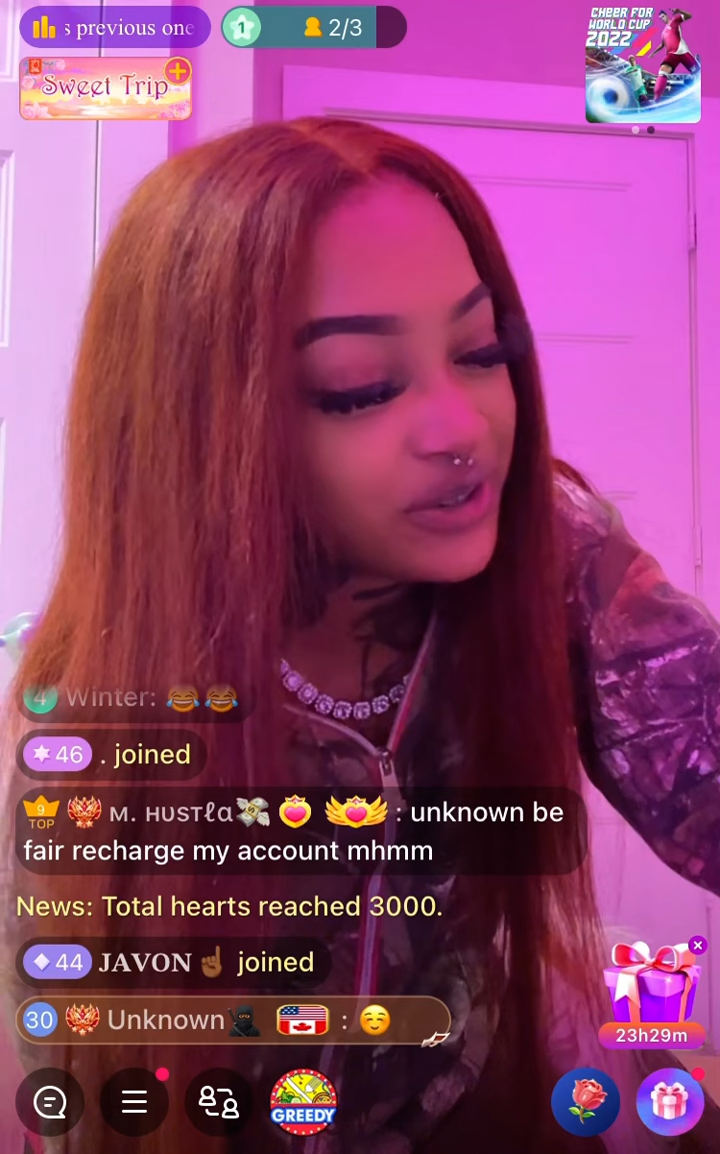 s previous one
1
2/3
Sweet Trip
CHEER FOR
WORLD CUP
2022
4 Winter: 😂😂
46 . joined
9 TOP ᴍ. ʜᴜsтℓα💸 : unknown be
fair recharge my account mhmm
News: Total hearts reached 3000.
44 JAVON☝🏾 joined
30 Unknown🥷🏿 : ☺️
23h29m
GREEDY